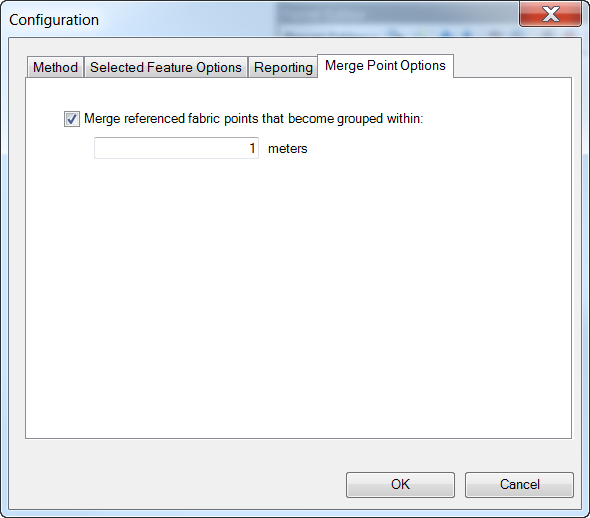 Configuration
Method Selected Feature Options Reporting Merge Point Options
Merge referenced fabric points that become grouped within:
1 meters
OK Cancel